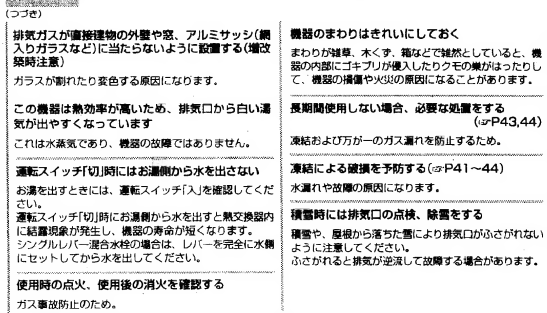 (つづき)
排気ガスが直接建物の外壁や窓、アルミサッシ(網
入りガラスなど)に当たらないように設置する(増改
築時注意)
ガラスが割れたり変色する原因になります。
この機器は熱効率が高いため、排気口から白い湯
気が出やすくなっています
これは水蒸気であり、機器の故障ではありません。
運転スイッチ「切」時にはお湯側から水を出さない
お湯を出すときには、運転スイッチ「入」を確認してくだ
さい。
運転スイッチ「切」時にお湯側から水を出すと熱交換器内
に結露現象が発生し、機器の寿命が短くなります。
シングルレバー混合水栓の場合は、レバーを完全に水側
にセットしてから水を出してください。
使用時の点火、使用後の消火を確認する
ガス事故防止のため。
機器のまわりはきれいにしておく
まわりが雑草、木くず、箱などで雑然としていると、機
器の内部にゴキブリが侵入したりクモの巣がはったりし
て、機器の損傷や火災の原因になることがあります。
長期間使用しない場合、必要な処置をする
(☞P43,44)
凍結および万が一のガス漏れを防止するため。
凍結による破損を予防する(☞P41~44)
水漏れや故障の原因になります。
積雪時には排気口の点検、除雪をする
積雪や、屋根から落ちた雪により排気口がふさがれない
ように注意してください。
ふさがれると排気が逆流して故障する場合があります。